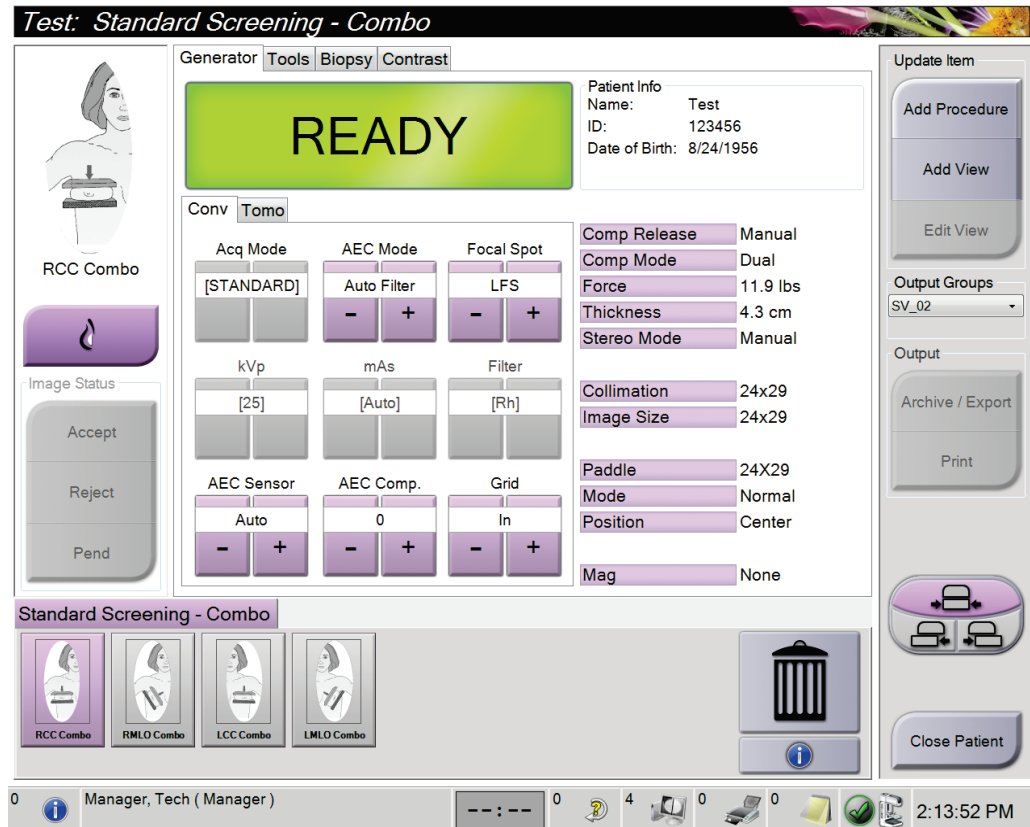 Test: Standard Screening - Combo
RCC Combo
Image Status
Accept
Reject
Pend
Generator Tools Biopsy Contrast
READY
Patient Info
Name: Test
ID: 123456
Date of Birth: 8/24/1956
Conv Tomo
Acq Mode AEC Mode Focal Spot
[STANDARD] Auto Filter LFS
- + - +
kVp mAs Filter
[25] [Auto] [Rh]
AEC Sensor AEC Comp. Grid
Auto 0 In
- + - + - +
Comp Release Manual
Comp Mode Dual
Force 11.9 lbs
Thickness 4.3 cm
Stereo Mode Manual
Collimation 24x29
Image Size 24x29
Paddle 24X29
Mode Normal
Position Center
Mag None
Update Item
Add Procedure
Add View
Edit View
Output Groups
SV_02
Output
Archive / Export
Print
Close Patient
Standard Screening - Combo
RCC Combo RMLO Combo LCC Combo LMLO Combo
0 Manager, Tech ( Manager ) --:-- 0 4 0 0 2:13:52 PM